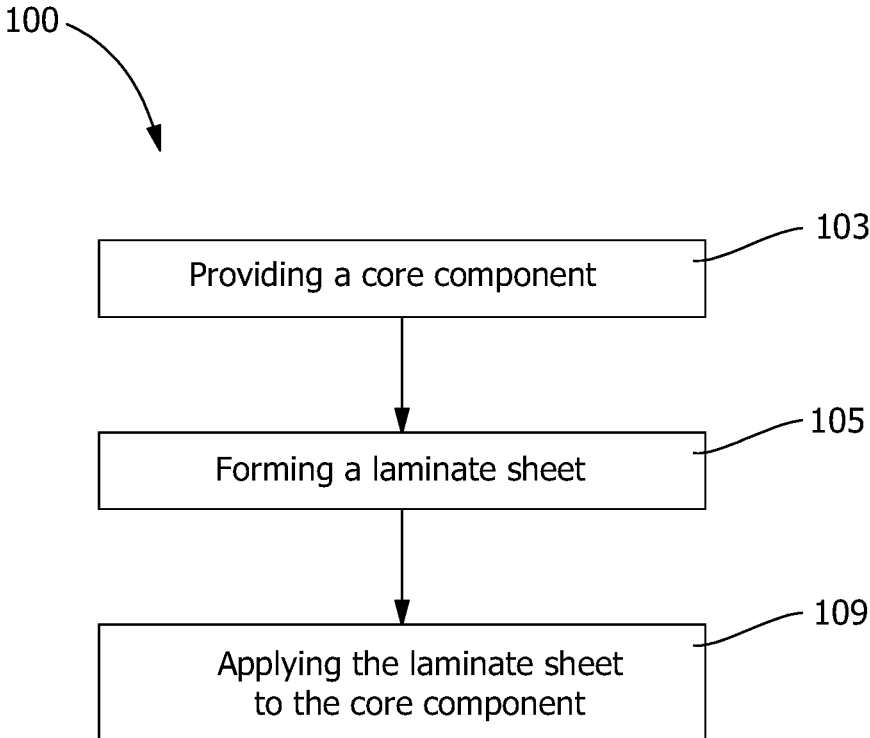 100
103
Providing a core component
105
Forming a laminate sheet
109
Applying the laminate sheet
to the core component